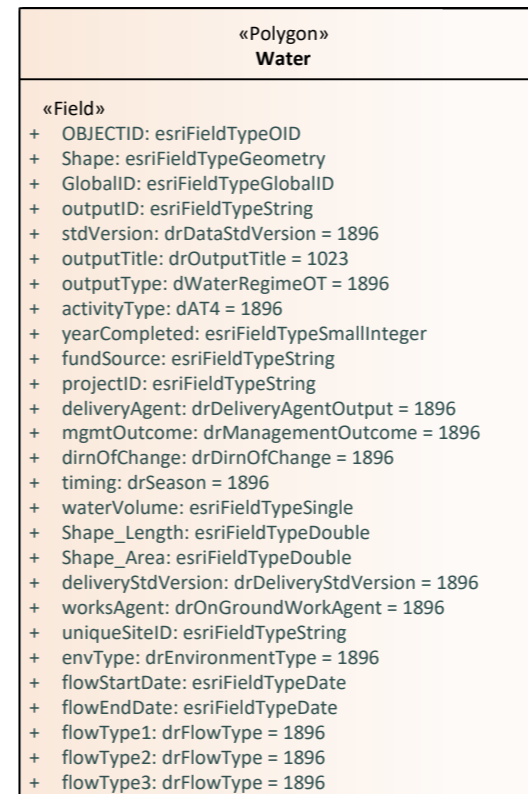 «Polygon»
Water
«Field»
+ OBJECTID: esriFieldTypeOID
+ Shape: esriFieldTypeGeometry
+ GlobalID: esriFieldTypeGlobalID
+ outputID: esriFieldTypeString
+ stdVersion: drDataStdVersion = 1896
+ outputTitle: drOutputTitle = 1023
+ outputType: dWaterRegimeOT = 1896
+ activityType: dAT4 = 1896
+ yearCompleted: esriFieldTypeSmallInteger
+ fundSource: esriFieldTypeString
+ projectID: esriFieldTypeString
+ deliveryAgent: drDeliveryAgentOutput = 1896
+ mgmtOutcome: drManagementOutcome = 1896
+ dirnOfChange: drDirnOfChange = 1896
+ timing: drSeason = 1896
+ waterVolume: esriFieldTypeSingle
+ Shape_Length: esriFieldTypeDouble
+ Shape_Area: esriFieldTypeDouble
+ deliveryStdVersion: drDeliveryStdVersion = 1896
+ worksAgent: drOnGroundWorkAgent = 1896
+ uniqueSiteID: esriFieldTypeString
+ envType: drEnvironmentType = 1896
+ flowStartDate: esriFieldTypeDate
+ flowEndDate: esriFieldTypeDate
+ flowType1: drFlowType = 1896
+ flowType2: drFlowType = 1896
+ flowType3: drFlowType = 1896